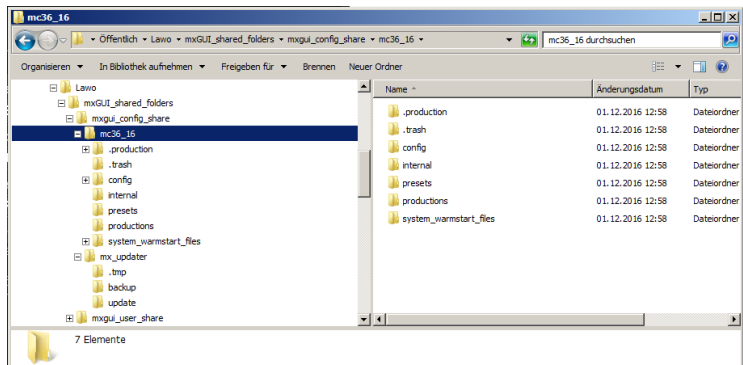 mc36_16
Öffentlich Lawo mxGUI_shared_folders mxgui_config_share mc36_16
mc36_16 durchsuchen
Organisieren In Bibliothek aufnehmen Freigeben für Brennen Neuer Ordner
Lawo
mxGUI_shared_folders
mxgui_config_share
mc36_16
.production
.trash
config
internal
presets
productions
system_warmstart_files
mx_updater
.tmp
backup
update
mxgui_user_share
Name Änderungsdatum Typ
.production 01.12.2016 12:58 Dateiordner
.trash 01.12.2016 12:58 Dateiordner
config 01.12.2016 12:58 Dateiordner
internal 01.12.2016 12:58 Dateiordner
presets 01.12.2016 12:58 Dateiordner
productions 01.12.2016 12:58 Dateiordner
system_warmstart_files 01.12.2016 12:58 Dateiordner
7 Elemente